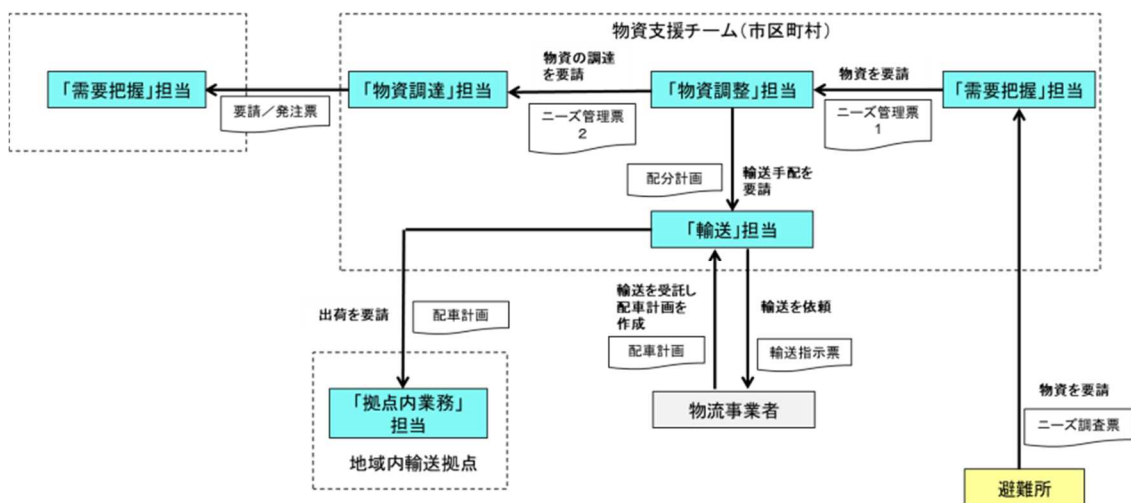 物資支援チーム(市区町村)
「需要把握」担当
要請／発注票
「物資調達」担当
物資の調達
を要請
ニーズ管理票
2
「物資調整」担当
物資を要請
ニーズ管理票
1
「需要把握」担当
配分計画
輸送手配を
要請
「輸送」担当
出荷を要請
配車計画
輸送を受託し
配車計画を
作成
配車計画
輸送を依頼
輸送指示票
「拠点内業務」
担当
地域内輸送拠点
物流事業者
物資を要請
ニーズ調査票
避難所